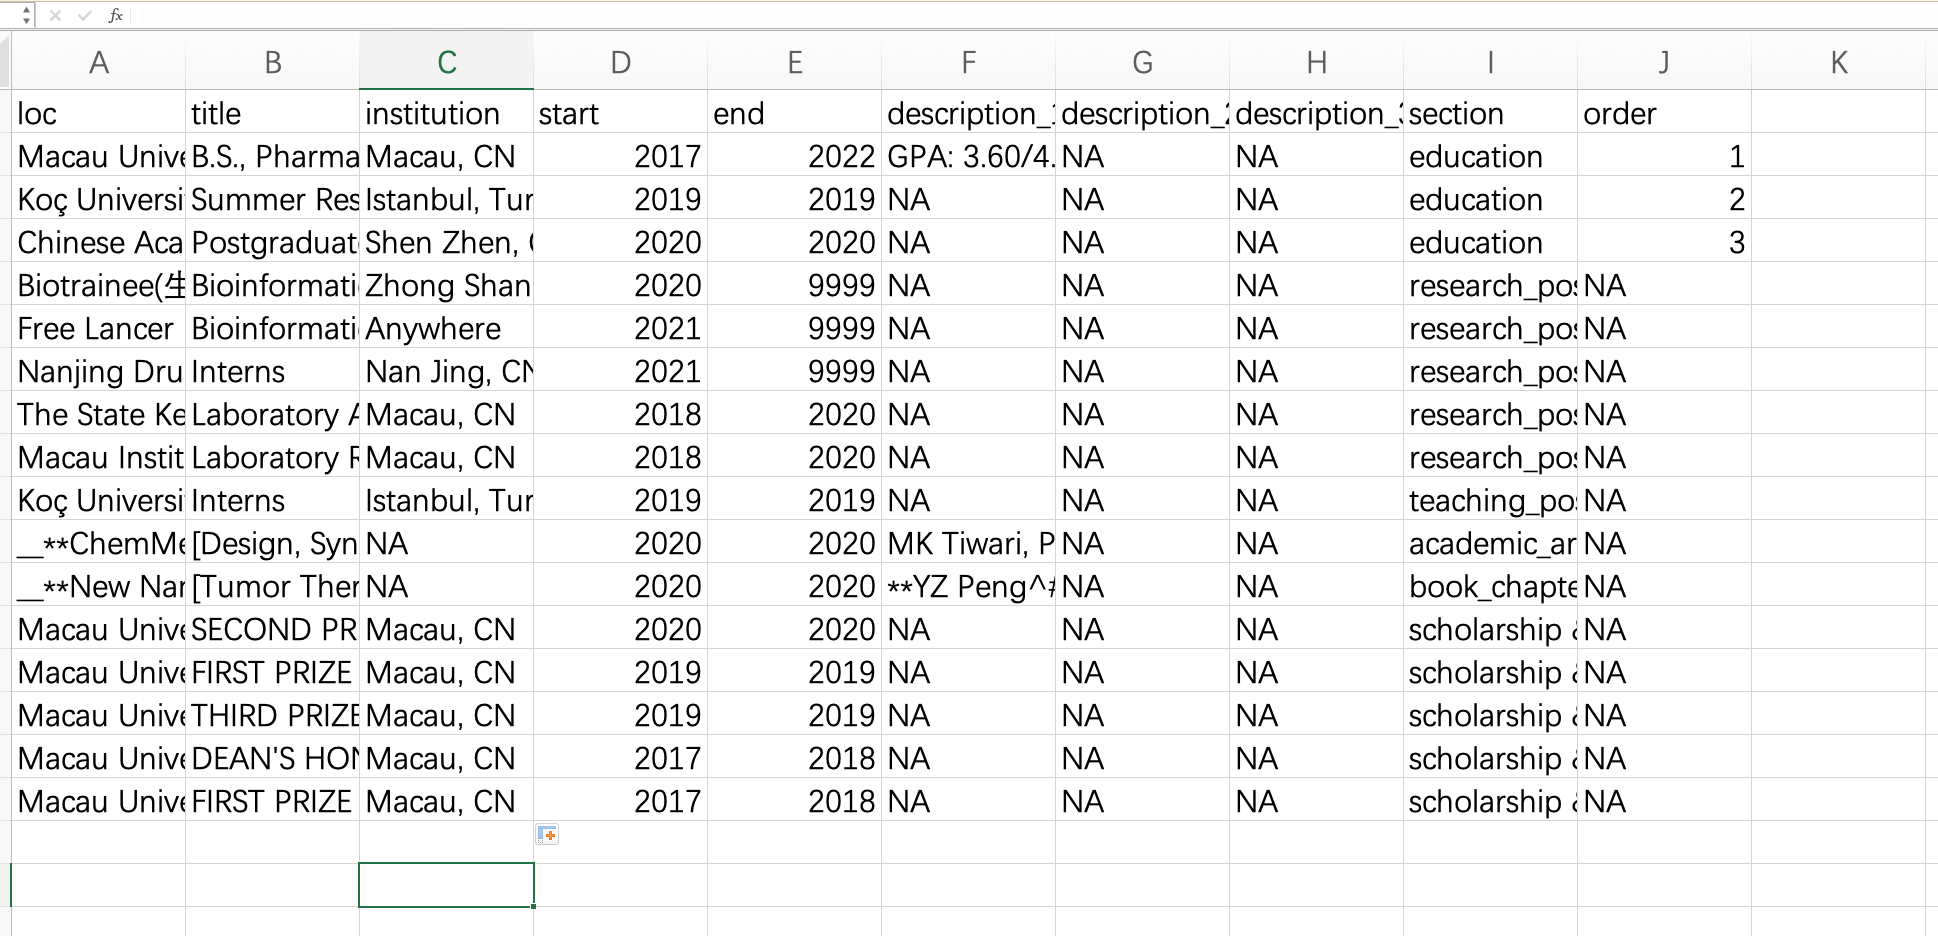 fx
A B C D E F G H I J K
loc title institution start end description_1 description_2 description_3 section order
Macau Unive B.S., Pharma Macau, CN 2017 2022 GPA: 3.60/4. NA NA education 1
Koç Universi Summer Res Istanbul, Tur 2019 2019 NA NA NA education 2
Chinese Aca Postgraduat Shen Zhen, 2020 2020 NA NA NA education 3
Biotrainee(生 Bioinformati Zhong Shan 2020 9999 NA NA NA research_pos NA
Free Lancer Bioinformati Anywhere 2021 9999 NA NA NA research_pos NA
Nanjing Dru Interns Nan Jing, CN 2021 9999 NA NA NA research_pos NA
The State Ke Laboratory A Macau, CN 2018 2020 NA NA NA research_pos NA
Macau Instit Laboratory R Macau, CN 2018 2020 NA NA NA research_pos NA
Koç Universi Interns Istanbul, Tur 2019 2019 NA NA NA teaching_pos NA
__**ChemMe [Design, Syn NA 2020 2020 MK Tiwari, P NA NA academic_ar NA
__**New Nar [Tumor Ther NA 2020 2020 **YZ Peng^# NA NA book_chapte NA
Macau Unive SECOND PR Macau, CN 2020 2020 NA NA NA scholarship & NA
Macau Unive FIRST PRIZE Macau, CN 2019 2019 NA NA NA scholarship & NA
Macau Unive THIRD PRIZE Macau, CN 2019 2019 NA NA NA scholarship & NA
Macau Unive DEAN'S HON Macau, CN 2017 2018 NA NA NA scholarship & NA
Macau Unive FIRST PRIZE Macau, CN 2017 2018 NA NA NA scholarship & NA